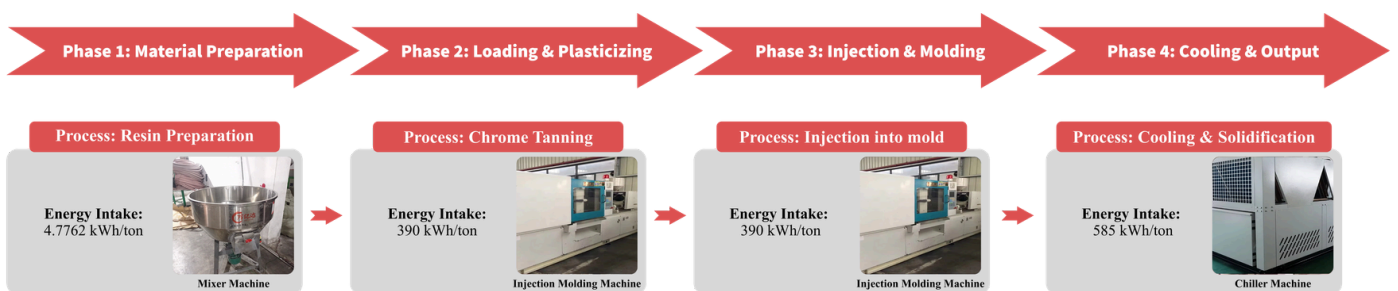 Phase 1: Material Preparation
Phase 2: Loading & Plasticizing
Phase 3: Injection & Molding
Phase 4: Cooling & Output
Process: Resin Preparation
Energy Intake:
4.7762 kWh/ton
Mixer Machine
Process: Chrome Tanning
Energy Intake:
390 kWh/ton
Injection Molding Machine
Process: Injection into mold
Energy Intake:
390 kWh/ton
Injection Molding Machine
Process: Cooling & Solidification
Energy Intake:
585 kWh/ton
Chiller Machine